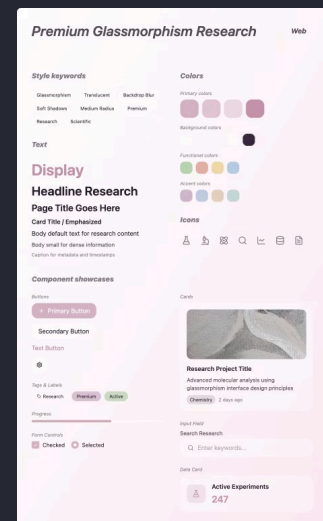 Premium Glassmorphism Research
Web
Style keywords
Glassmorphism
Translucent
Backdrop Blur
Soft Shadows
Medium Radius
Premium
Research
Scientific
Text
Display
Headline Research
Page Title Goes Here
Card Title / Emphasized
Body default text for research content
Body small for dense information
Caption for metadata and timestamps
Colors
Primary colors
Background colors
Functional colors
Accent colors
Icons
Component showcases
Buttons
+ Primary Button
Secondary Button
Text Button
Tags & Labels
Research
Premium
Active
Progress
Form Controls
Checked
Selected
Cards
Research Project Title
Advanced molecular analysis using
glassmorphism interface design principles
Chemistry
2 days ago
Input Field
Search Research
Enter keywords...
Data Card
Active Experiments
247